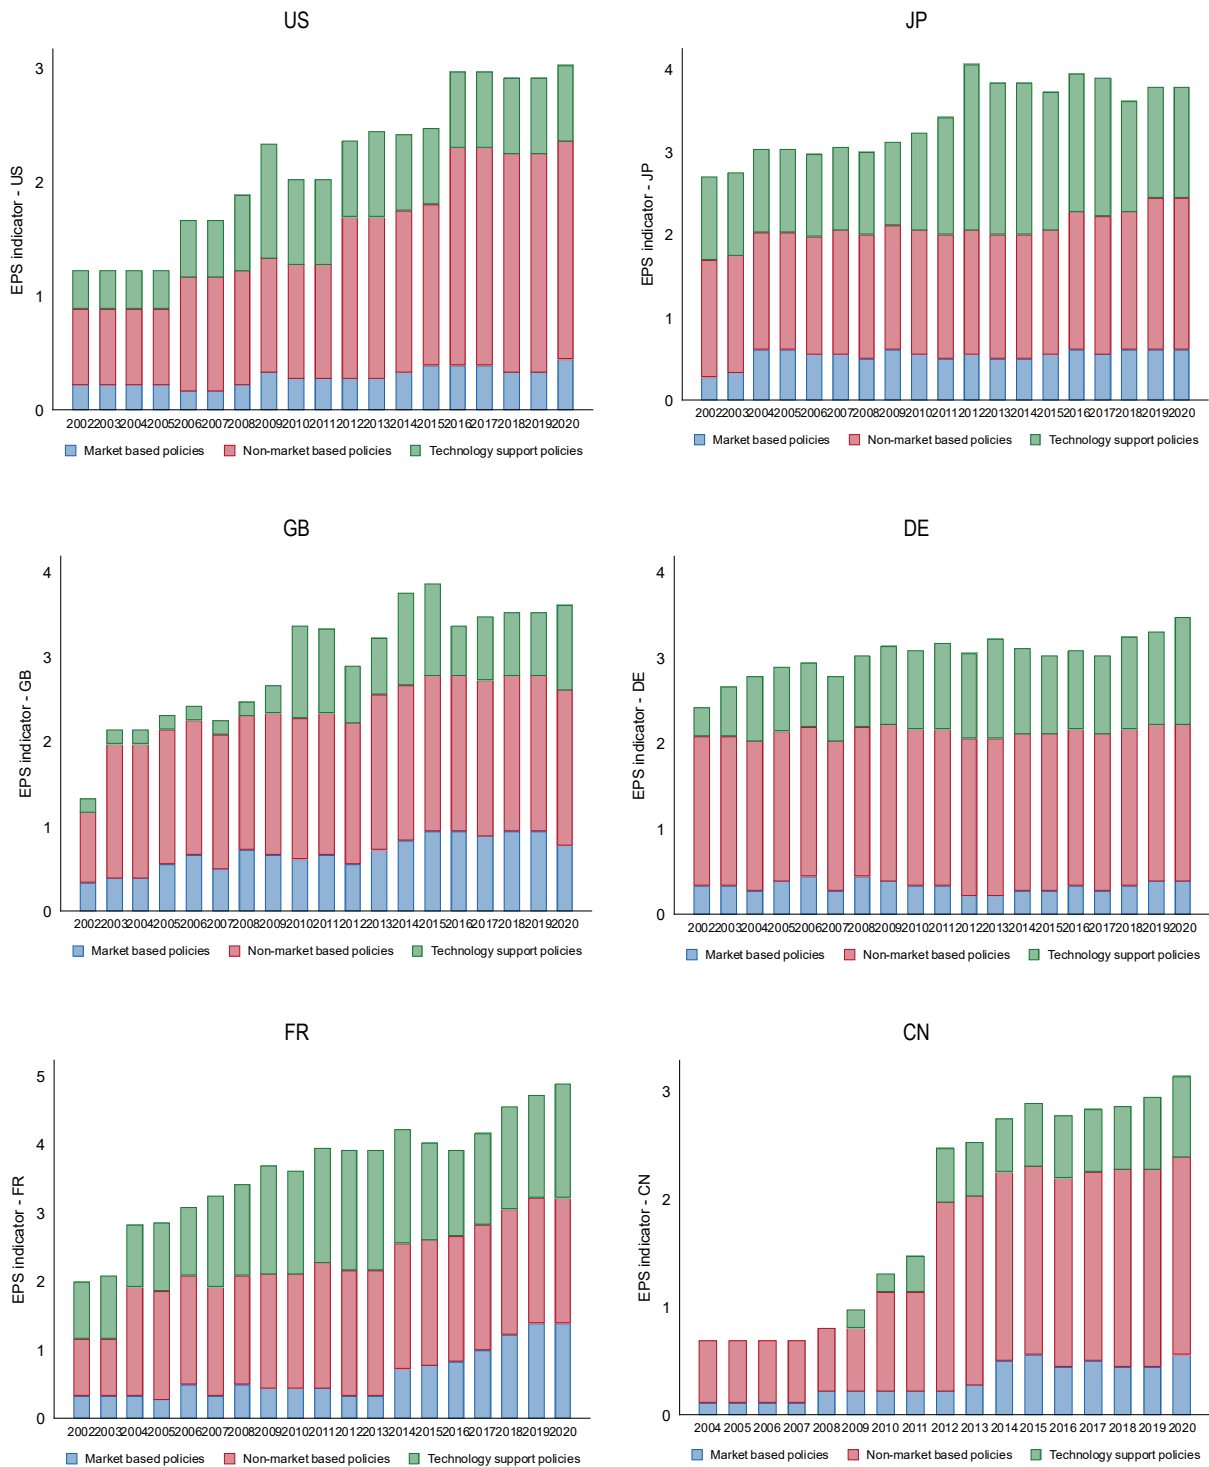 US
EPS indicator - US
3
2
1
0
2002 2003 2004 2005 2006 2007 2008 2009 2010 2011 2012 2013 2014 2015 2016 2017 2018 2019 2020
Market based policies Non-market based policies Technology support policies
JP
EPS indicator - JP
4
3
2
1
0
2002 2003 2004 2005 2006 2007 2008 2009 2010 2011 2012 2013 2014 2015 2016 2017 2018 2019 2020
Market based policies Non-market based policies Technology support policies
GB
EPS indicator - GB
4
3
2
1
0
2002 2003 2004 2005 2006 2007 2008 2009 2010 2011 2012 2013 2014 2015 2016 2017 2018 2019 2020
Market based policies Non-market based policies Technology support policies
DE
EPS indicator - DE
4
3
2
1
0
2002 2003 2004 2005 2006 2007 2008 2009 2010 2011 2012 2013 2014 2015 2016 2017 2018 2019 2020
Market based policies Non-market based policies Technology support policies
FR
EPS indicator - FR
5
4
3
2
1
0
2002 2003 2004 2005 2006 2007 2008 2009 2010 2011 2012 2013 2014 2015 2016 2017 2018 2019 2020
Market based policies Non-market based policies Technology support policies
CN
EPS indicator - CN
3
2
1
0
2004 2005 2006 2007 2008 2009 2010 2011 2012 2013 2014 2015 2016 2017 2018 2019 2020
Market based policies Non-market based policies Technology support policies